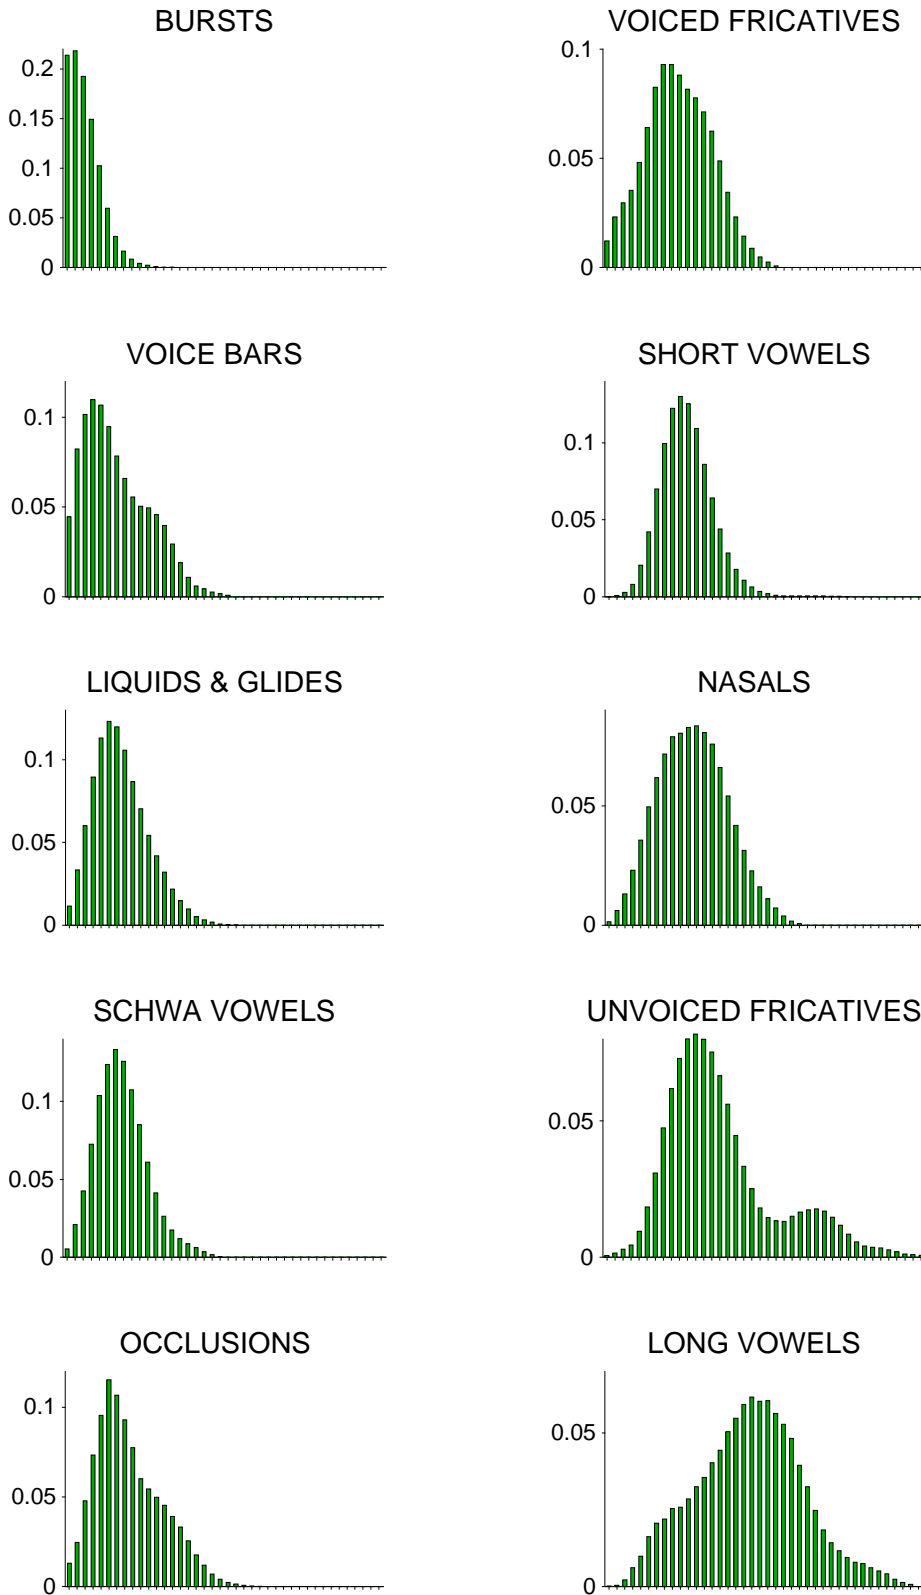 BURSTS
0.2
0.15
0.1
0.05
0
VOICED FRICATIVES
0.1
0.05
0
VOICE BARS
0.1
0.05
0
SHORT VOWELS
0.1
0.05
0
LIQUIDS & GLIDES
0.1
0.05
0
NASALS
0.05
0
SCHWA VOWELS
0.1
0.05
0
UNVOICED FRICATIVES
0.05
0
OCCLUSIONS
0.1
0.05
0
LONG VOWELS
0.05
0